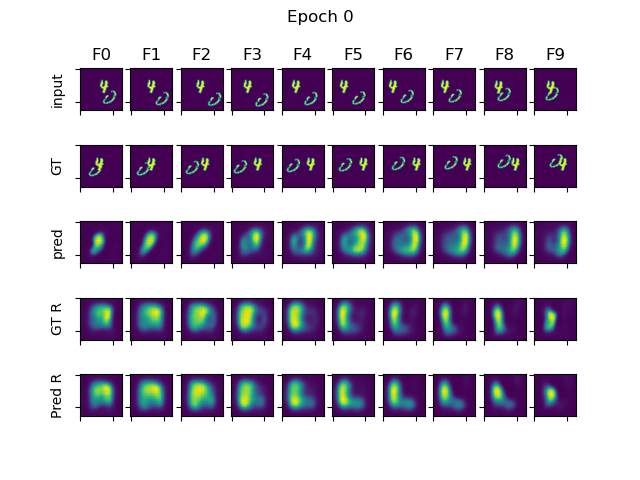 Epoch 0
F0 F1 F2 F3 F4 F5 F6 F7 F8 F9
input
GT
pred
GT R
Pred R